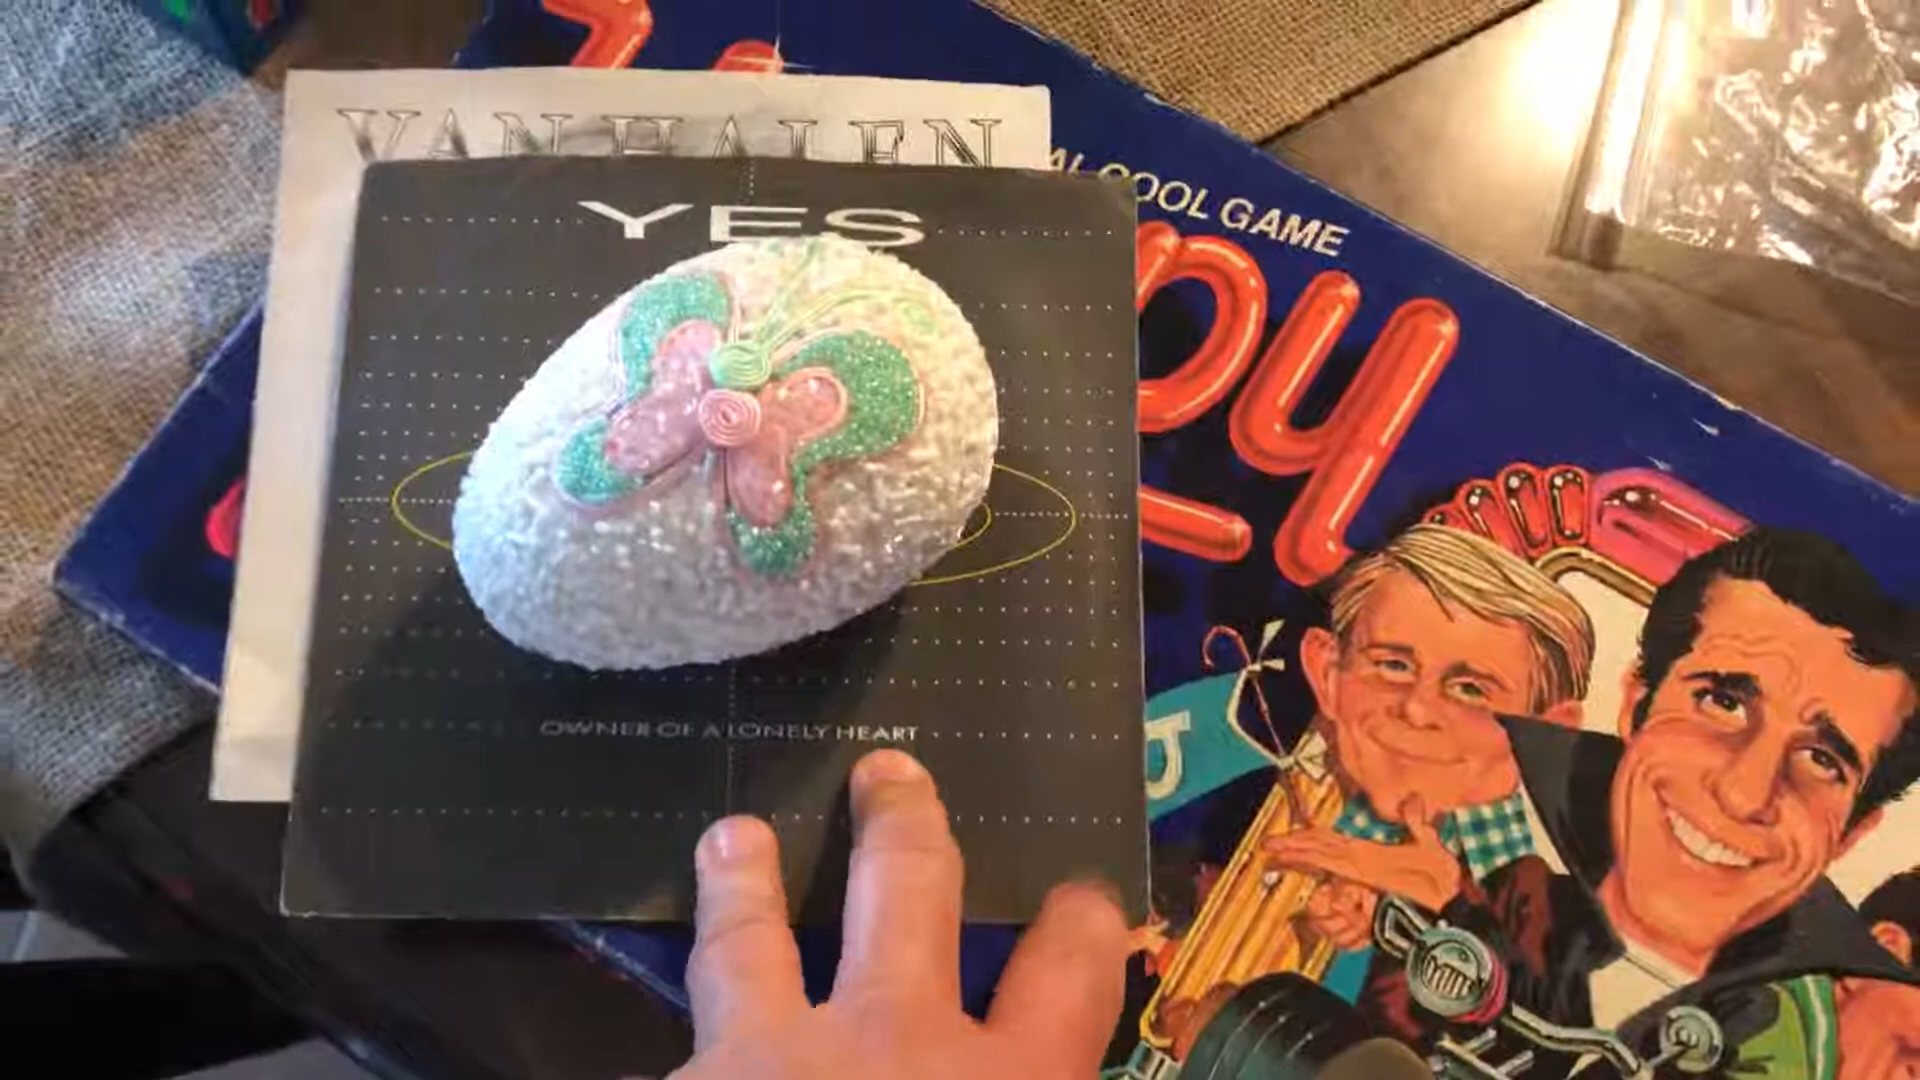 VAN HALEN
YES
COOL GAME
OWNER OF A LONELY HEART